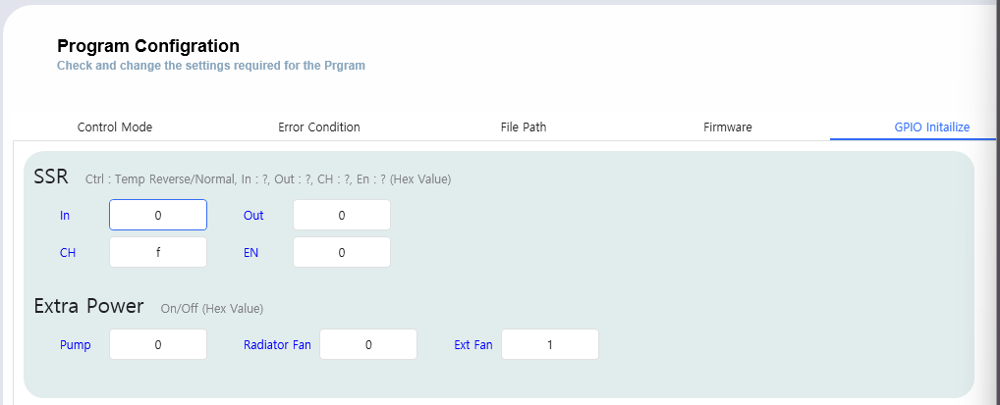 Program Configration
Check and change the settings required for the Prgram
Control Mode Error Condition File Path Firmware GPIO Initailize
SSR Ctrl : Temp Reverse/Normal, In : ?, Out : ?, CH : ?, En : ? (Hex Value)
In 0 Out 0
CH f EN 0
Extra Power On/Off (Hex Value)
Pump 0 Radiator Fan 0 Ext Fan 1